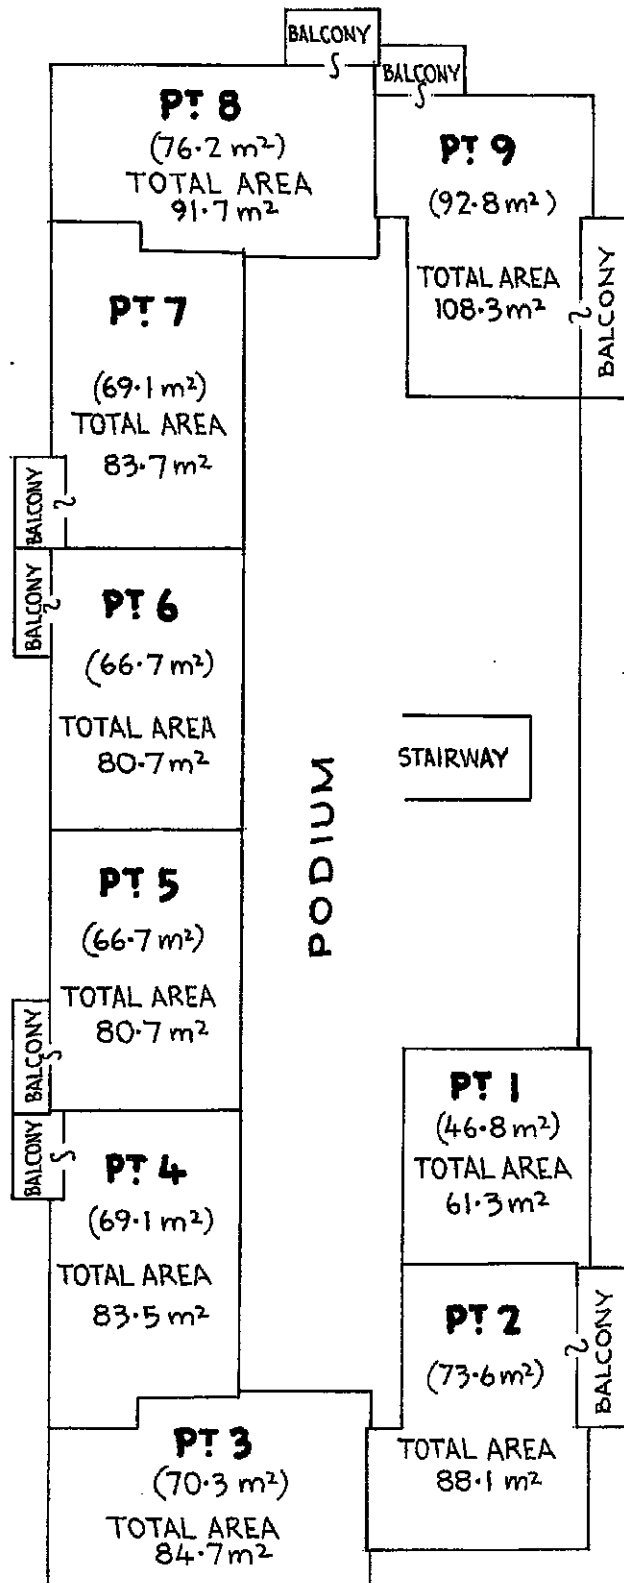 BALCONY
BALCONY
PT. 8
(76.2 m²)
TOTAL AREA
91.7 m²
PT. 9
(92.8 m²)
TOTAL AREA
108.3 m²
BALCONY
PT. 7
(69.1 m²)
TOTAL AREA
83.7 m²
BALCONY
BALCONY
PT. 6
(66.7 m²)
TOTAL AREA
80.7 m²
STAIRWAY
PODIUM
PT. 5
(66.7 m²)
TOTAL AREA
80.7 m²
BALCONY
BALCONY
PT. 4
(69.1 m²)
TOTAL AREA
83.5 m²
PT. 1
(46.8 m²)
TOTAL AREA
61.3 m²
PT. 2
(73.6 m²)
TOTAL AREA
88.1 m²
BALCONY
PT. 3
(70.3 m²)
TOTAL AREA
84.7 m²